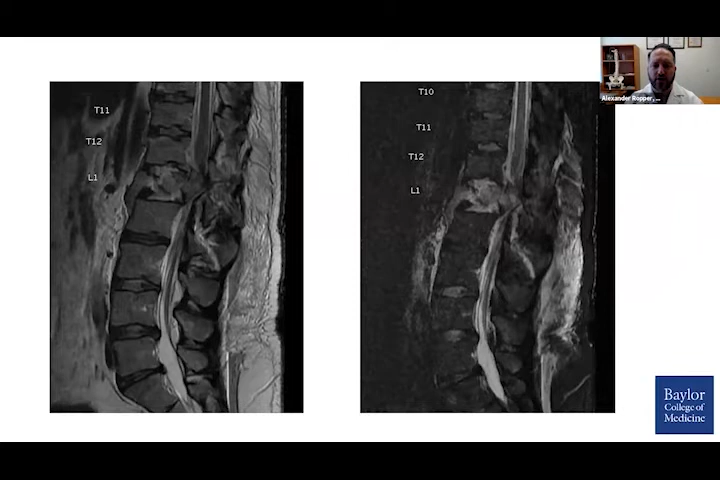 T11
T12
L1
T10
T11
T12
L1
Alexander Ropper, ...
Baylor
College of
Medicine